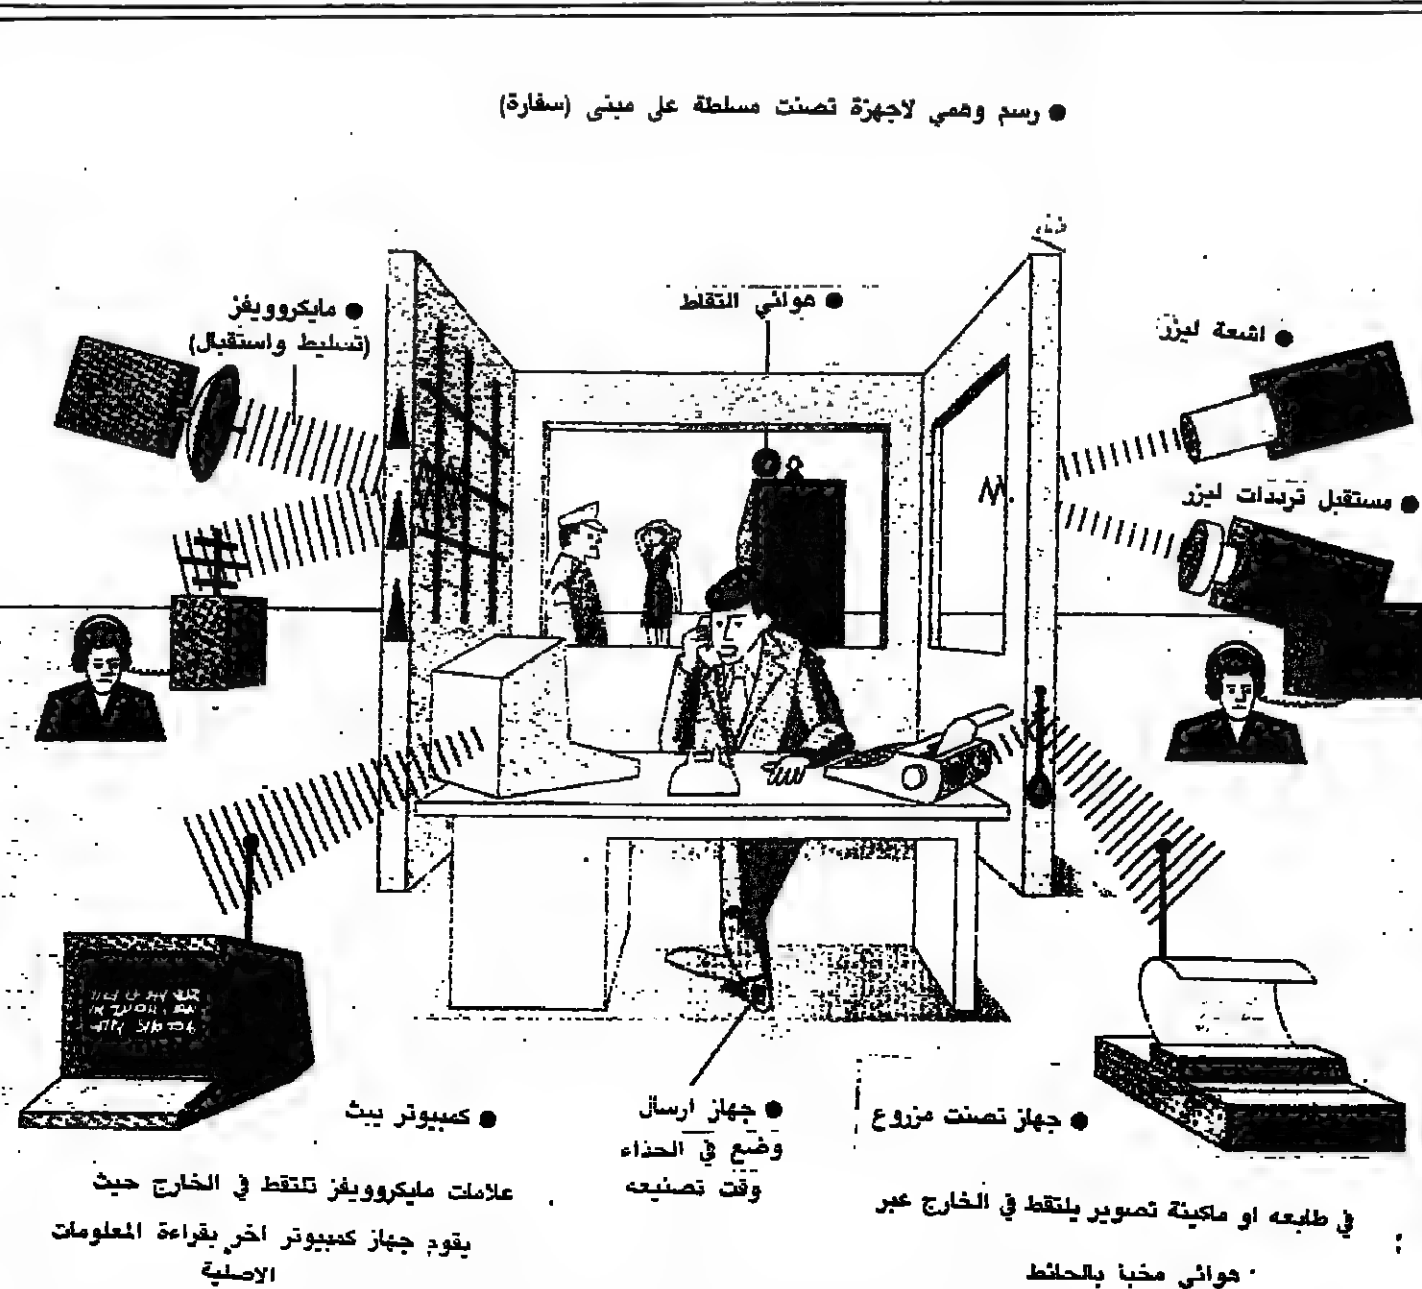 ● رسم وهمي لاجهزة تصنت مسلطة على مبنى (سفارة)
● هوائي التقاط
● مايكروويفز
(تسليط واستقبال)
● اشعة ليزر
● مستقبل ترددات ليزر
● جهاز تصنت مزروع
في طابعه او ماكينة تصوير يلتقط في الخارج عبر
هوائي مخبأ بالحائط
● جهاز ارسال
وضع في الحذاء
وقت تصنيعه
● كمبيوتر يبث
علامات مايكروويفز تلتقط في الخارج حيث
يقوم جهاز كمبيوتر اخر بقراءة المعلومات
الاصلية